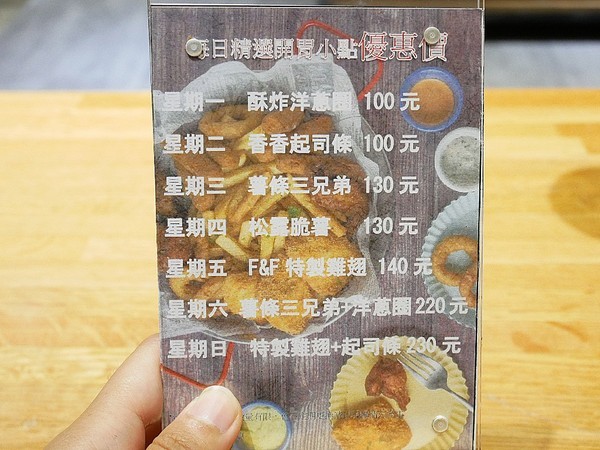 每日精選開胃小點優惠價
星期一 酥炸洋蔥圈 100元
星期二 香香起司條 100元
星期三 薯條三兄弟 130元
星期四 松露脆薯 130元
星期五 F&F特製雞翅 140元
星期六 薯條三兄弟+洋蔥圈 220元
星期日 特製雞翅+起司條 230元